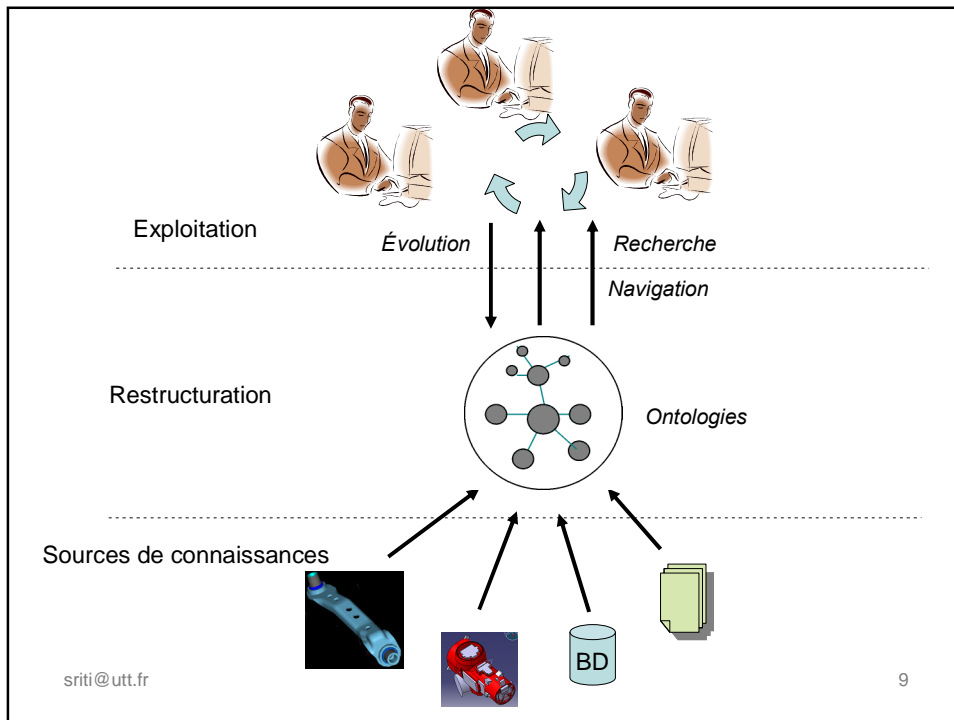 Exploitation
Évolution
Recherche
Navigation
Restructuration
Ontologies
Sources de connaissances
BD
sriti@utt.fr
9